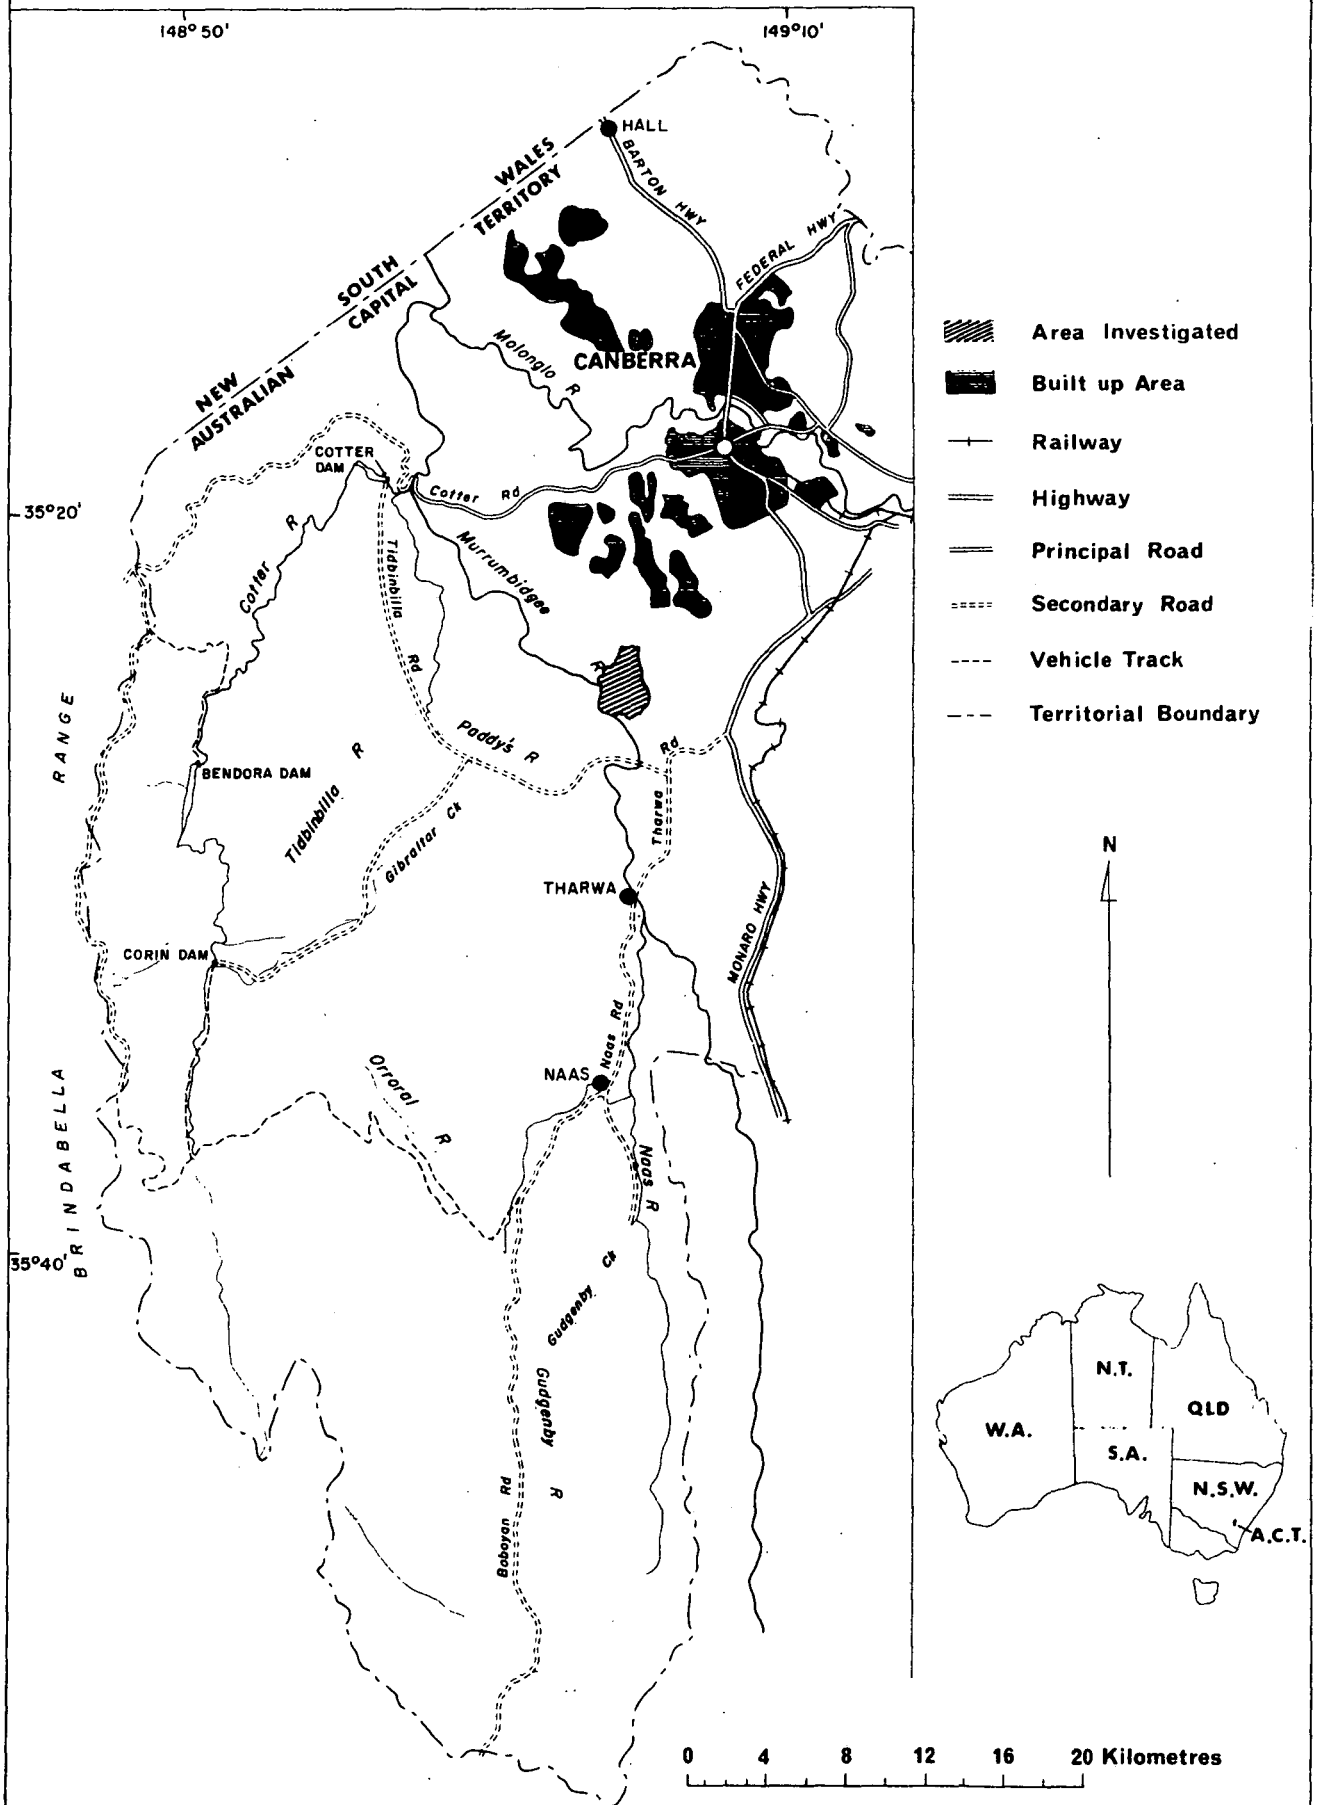 148°50'
149°10'
HALL
BARTON HWY
WALES
TERRITORY
FEDERAL HWY
SOUTH
CAPITAL
Molonglo R
CANBERRA
NEW
AUSTRALIAN
COTTER
DAM
Cotter Rd
35°20'
Cotter R
Tidbinbilla Rd
Murrumbidgee R
Paddy's R
Tharwa Rd
RANGE
BENDORA DAM
Tidbinbilla R
Gibraltar Ck
THARWA
MONARO HWY
CORIN DAM
Naas Rd
NAAS
Orroral R
Naas R
BRINDABELLA
35°40'
Gudgenby Ck
Gudgenby R
Boboyan Rd
Area Investigated
Built up Area
Railway
Highway
Principal Road
Secondary Road
Vehicle Track
Territorial Boundary
N
N.T.
QLD
W.A.
S.A.
N.S.W.
A.C.T.
0 4 8 12 16 20 Kilometres